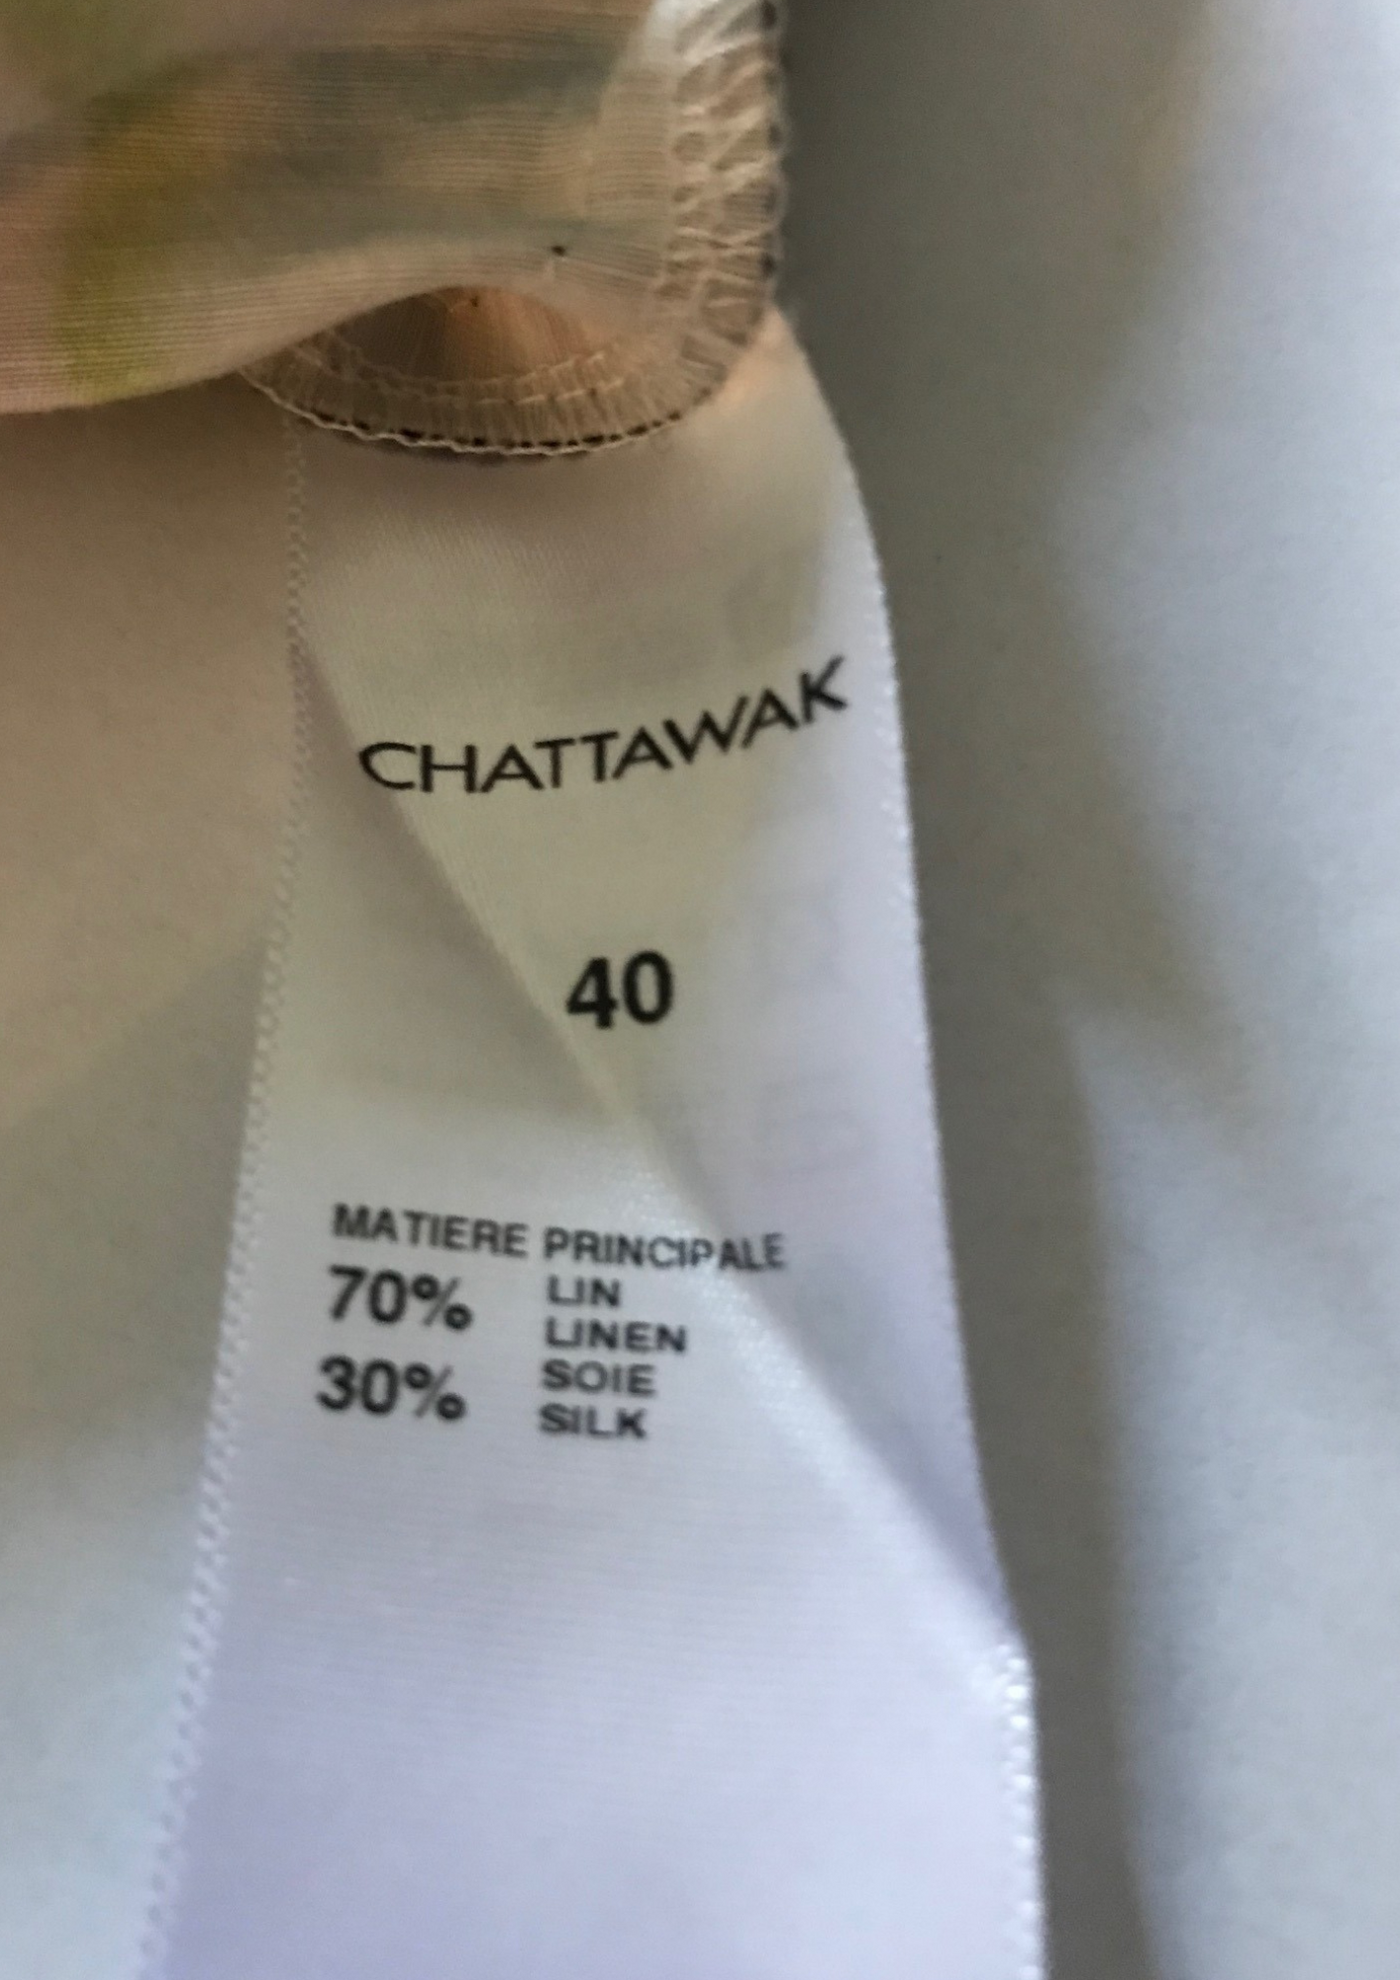 CHATTAWAK
40
MATIERE PRINCIPALE
70% LIN
LINEN
30% SOIE
SILK